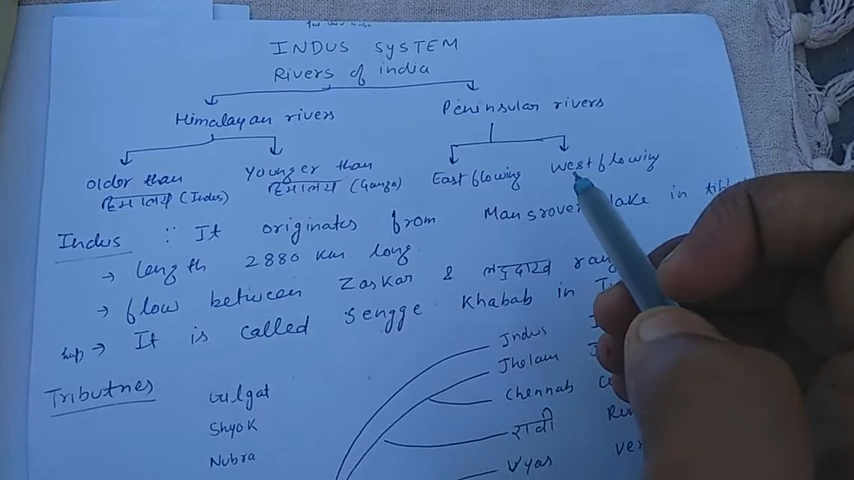 INDUS SYSTEM
Rivers of india
Himalayan rivers
Peninsular rivers
Older than
हिमालय (Indus)
Younger than
हिमालय (Ganga)
East flowing
West flowing
Indus :: It originates from Mansrover lake in
→ length 2880 km long
→ flow between Zaskar & लद्दाख
→ It is called Sengge Khabab in
Tributries
Gilgat
Shyok
Nubra
Indus
Jhelam
Chennab
रावी
Vyas